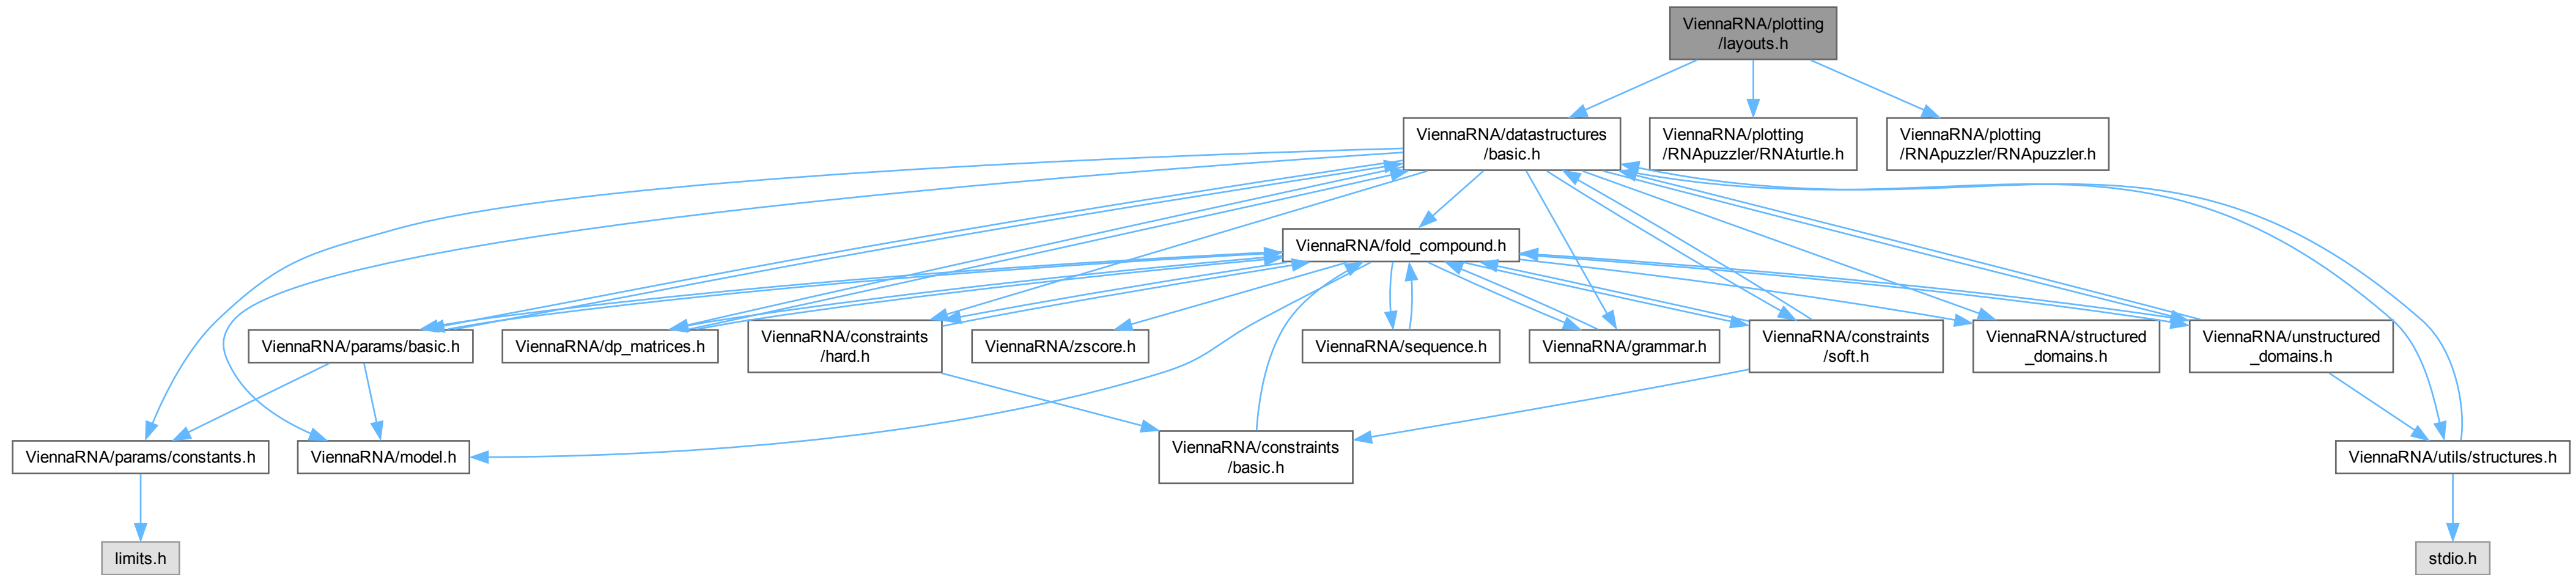 ViennaRNA/plotting
/layouts.h
ViennaRNA/datastructures
/basic.h
ViennaRNA/plotting
/RNApuzzler/RNAturtle.h
ViennaRNA/plotting
/RNApuzzler/RNApuzzler.h
ViennaRNA/fold_compound.h
ViennaRNA/params/basic.h
ViennaRNA/dp_matrices.h
ViennaRNA/constraints
/hard.h
ViennaRNA/zscore.h
ViennaRNA/sequence.h
ViennaRNA/grammar.h
ViennaRNA/constraints
/soft.h
ViennaRNA/structured
_domains.h
ViennaRNA/unstructured
_domains.h
ViennaRNA/params/constants.h
ViennaRNA/model.h
ViennaRNA/constraints
/basic.h
ViennaRNA/utils/structures.h
limits.h
stdio.h